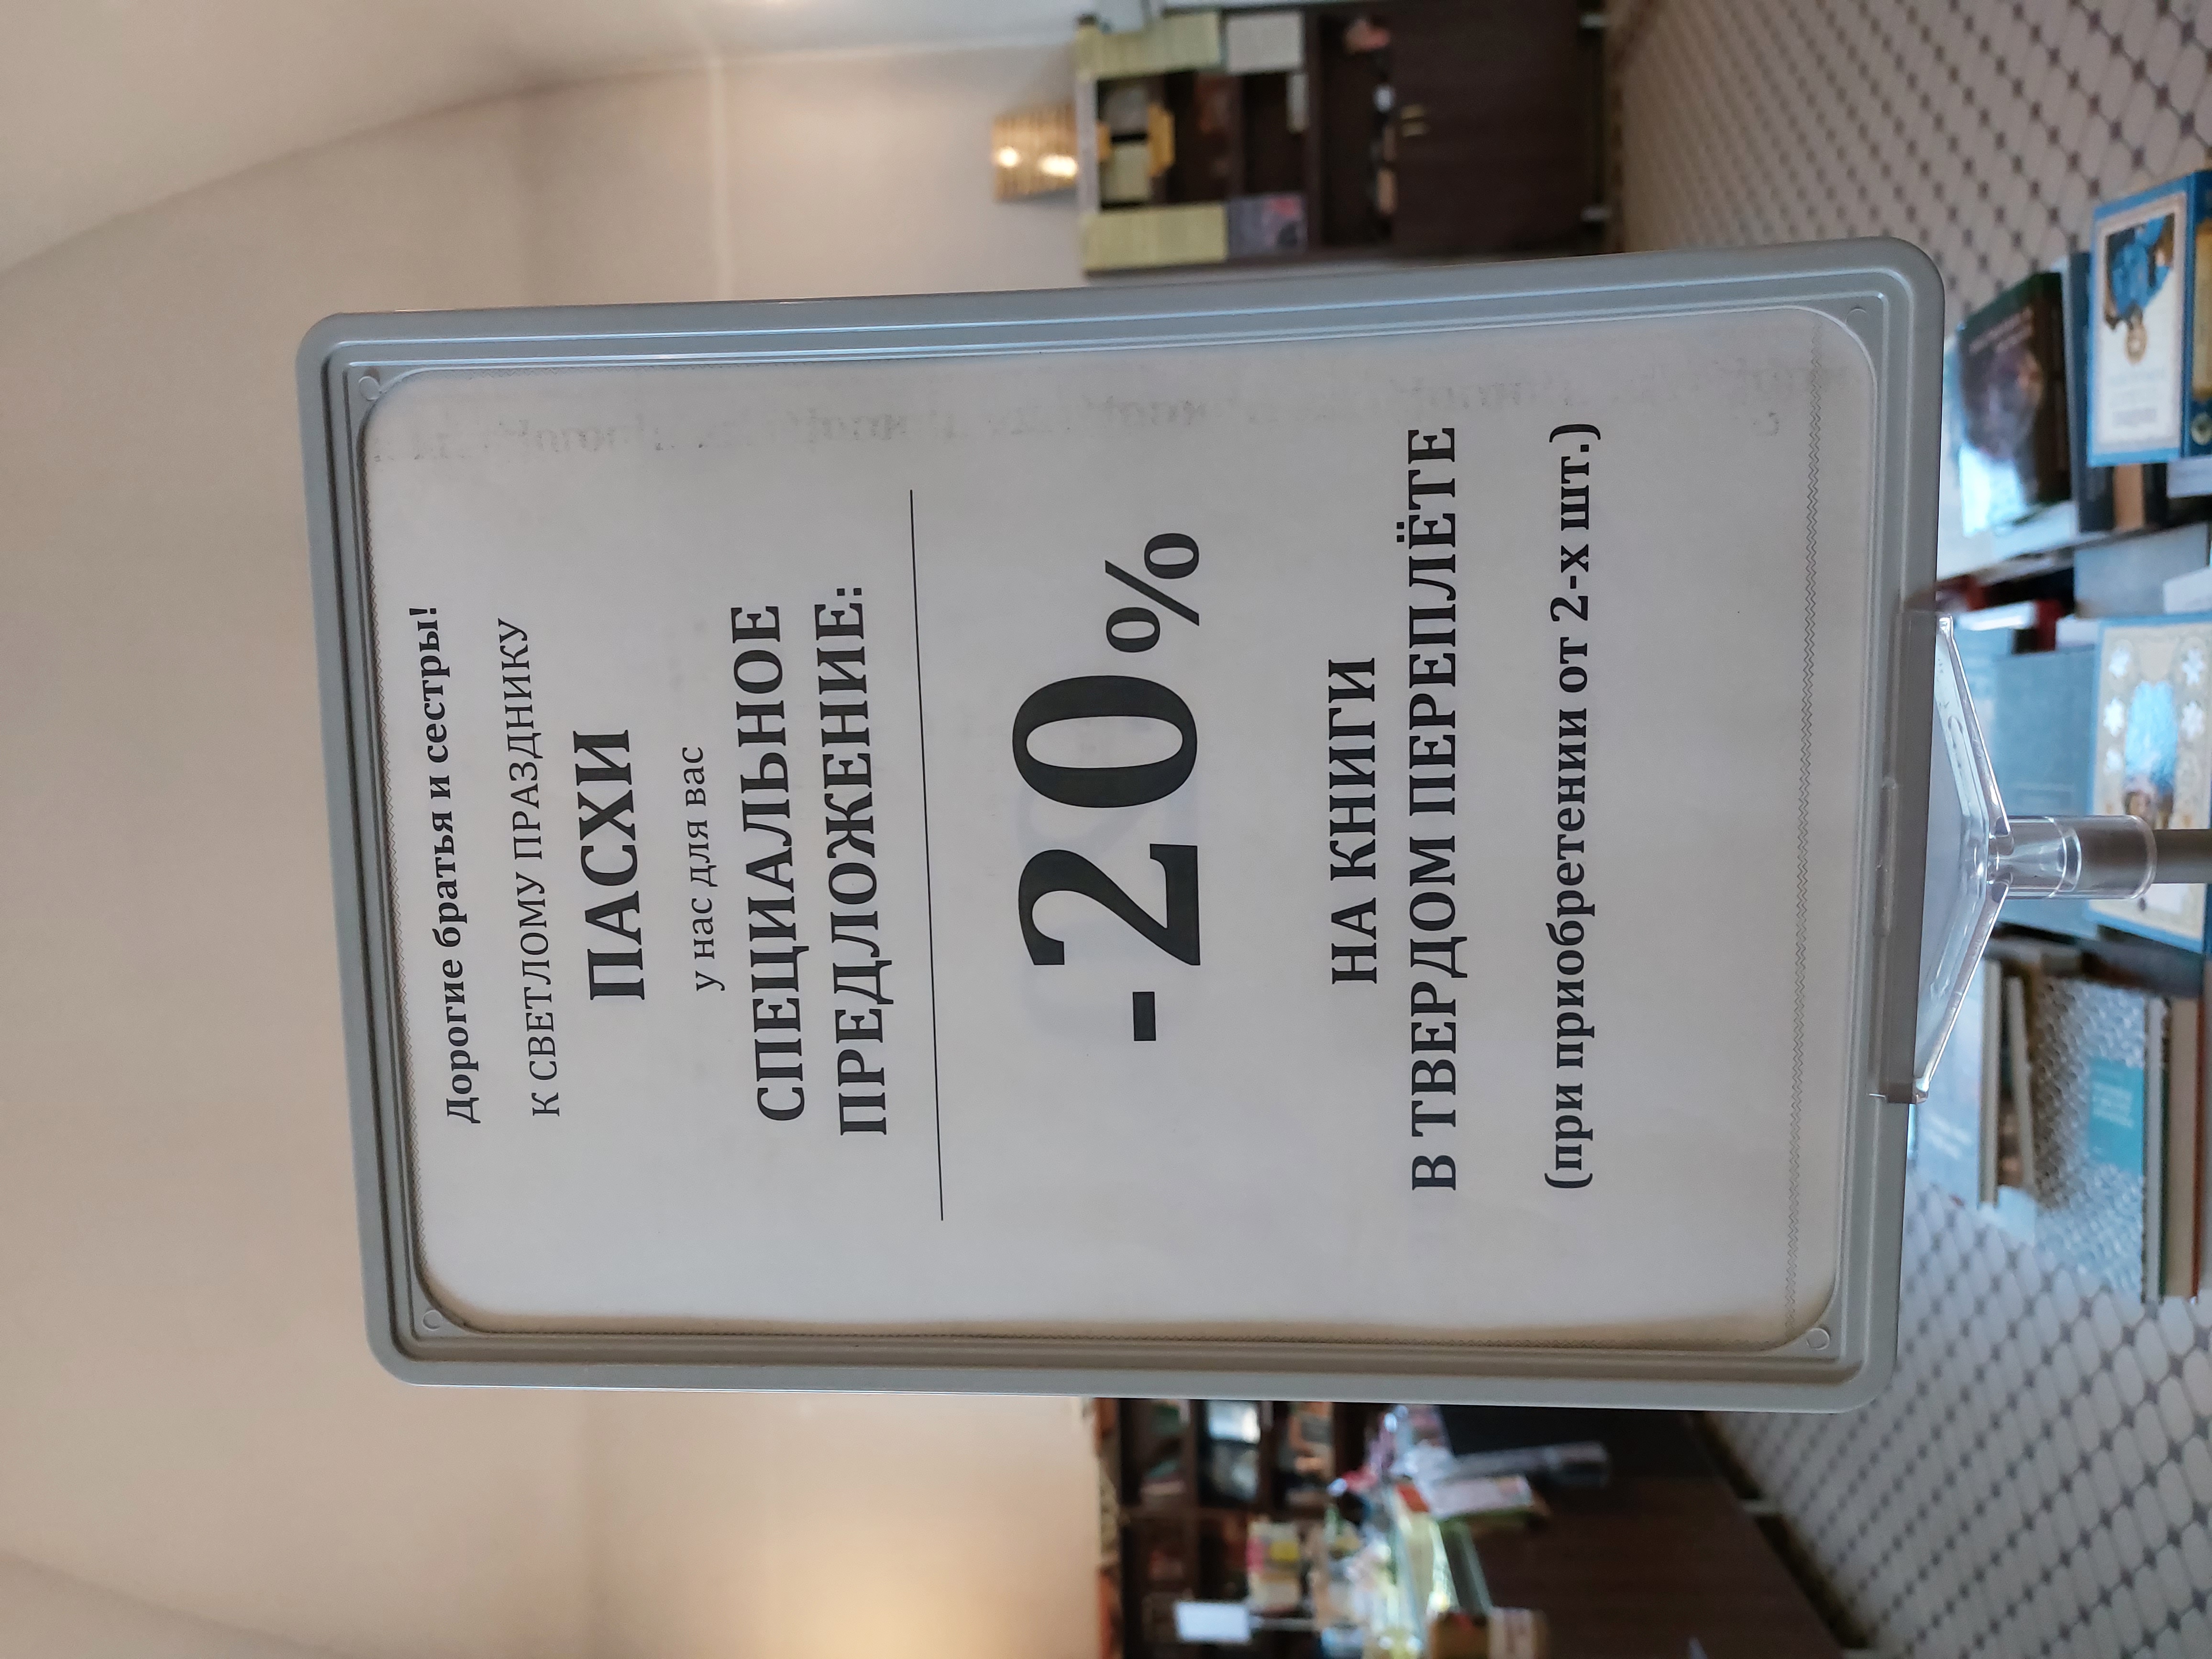 Дорогие братья и сестры!
К СВЕТЛОМУ ПРАЗДНИКУ
ПАСХИ
у нас для вас
СПЕЦИАЛЬНОЕ
ПРЕДЛОЖЕНИЕ:
-20%
НА КНИГИ
В ТВЕРДОМ ПЕРЕПЛЁТЕ
(при приобретении от 2-х шт.)